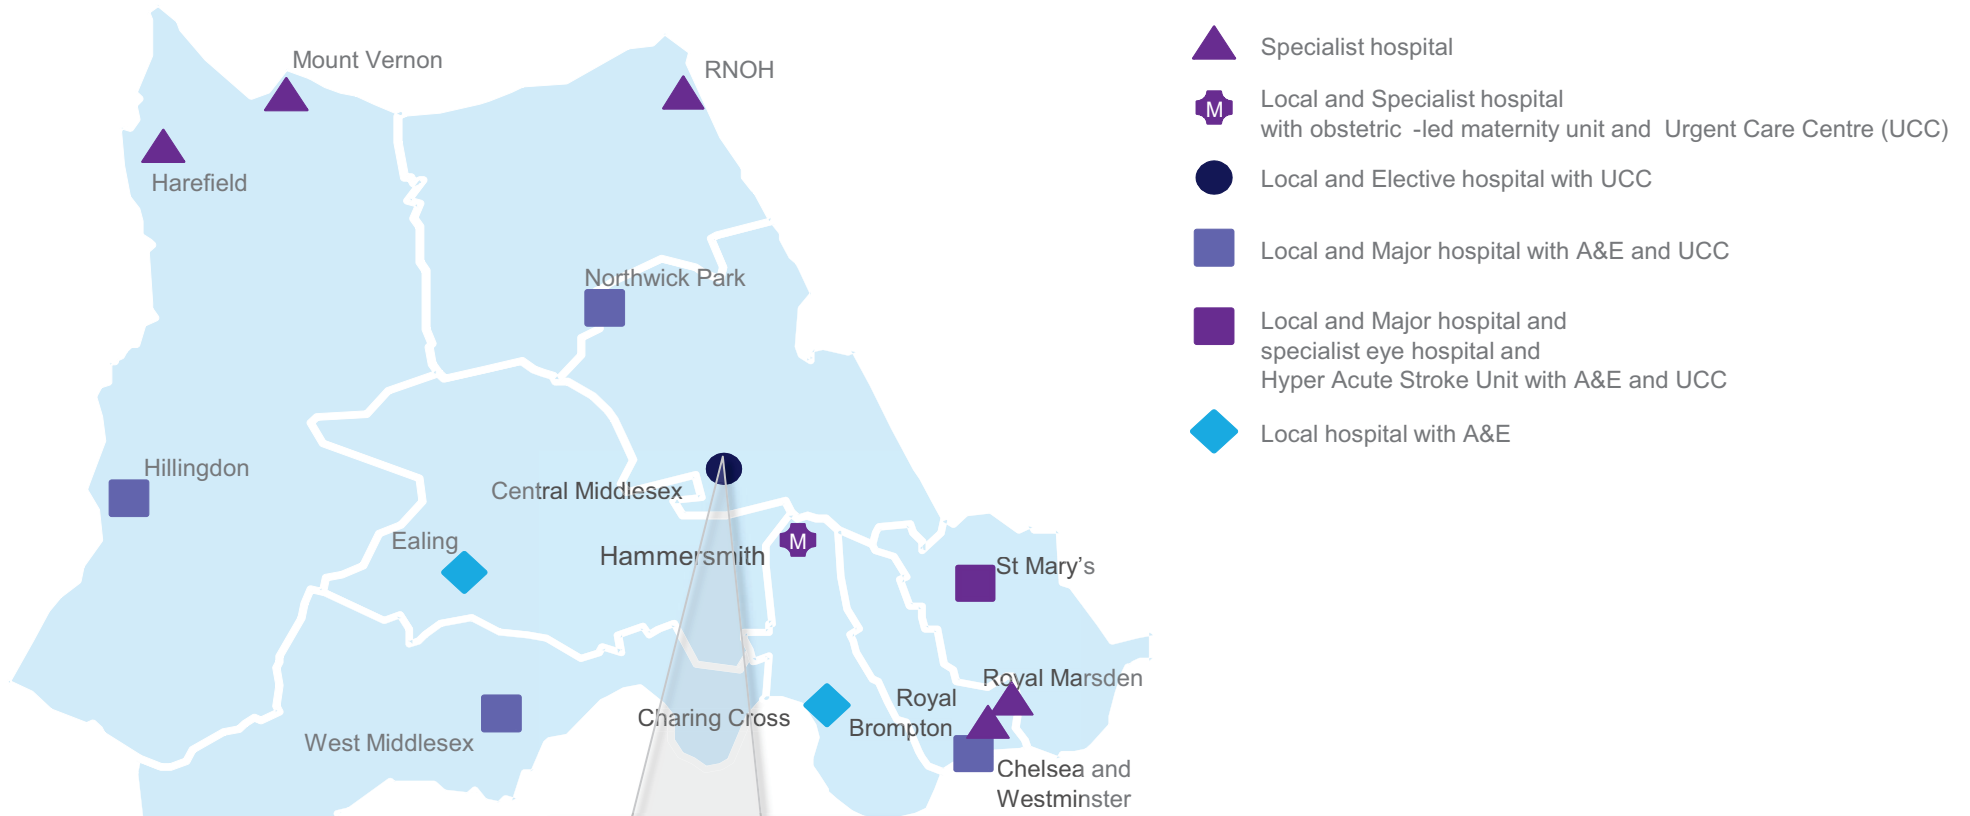 Mount Vernon
RNOH
Harefield
Northwick Park
Hillingdon
Central Middlesex
Ealing
Hammersmith
M
St Mary's
Royal Marsden
Royal
Brompton
Charing Cross
West Middlesex
Chelsea and
Westminster
Specialist hospital
M
Local and Specialist hospital
with obstetric -led maternity unit and Urgent Care Centre (UCC)
Local and Elective hospital with UCC
Local and Major hospital with A&E and UCC
Local and Major hospital and
specialist eye hospital and
Hyper Acute Stroke Unit with A&E and UCC
Local hospital with A&E